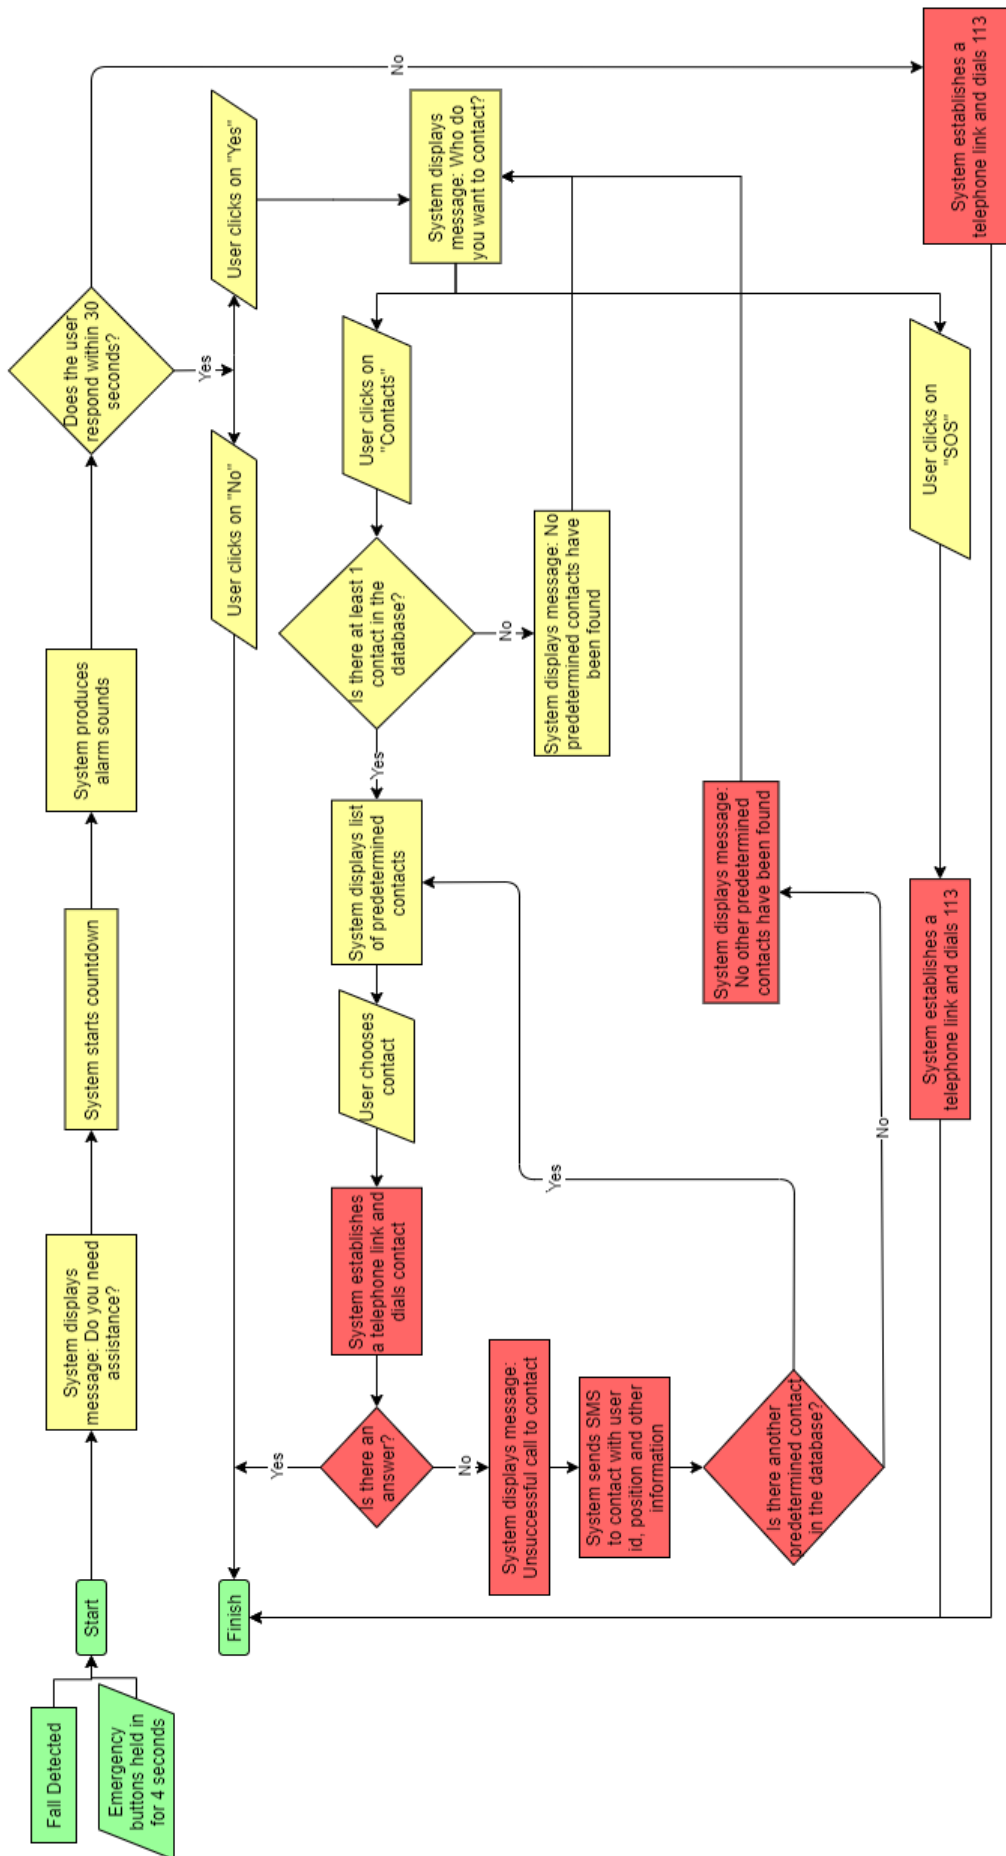 Fall Detected
Emergency
buttons held in
for 4 seconds
Start
System displays
message: Do you need
assistance?
System starts countdown
System produces
alarm sounds
Does the user
respond within 30
seconds?
No
Yes
User clicks on "No"
User clicks on "Yes"
Finish
System displays
message: Who do
you want to contact?
User clicks on
"Contacts"
Is there at least 1
contact in the
database?
No
System displays message: No
predetermined contacts have
been found
Yes
System displays list
of predetermined
contacts
User chooses
contact
System establishes
a telephone link and
dials contact
Is there an
answer?
Yes
No
System displays message:
Unsuccessful call to contact
System sends SMS
to contact with user
id, position and other
information
Is there another
predetermined contact
in the database?
Yes
No
System displays message:
No other predetermined
contacts have been found
User clicks on
"SOS"
System establishes a
telephone link and dials 113
System establishes a
telephone link and dials 113